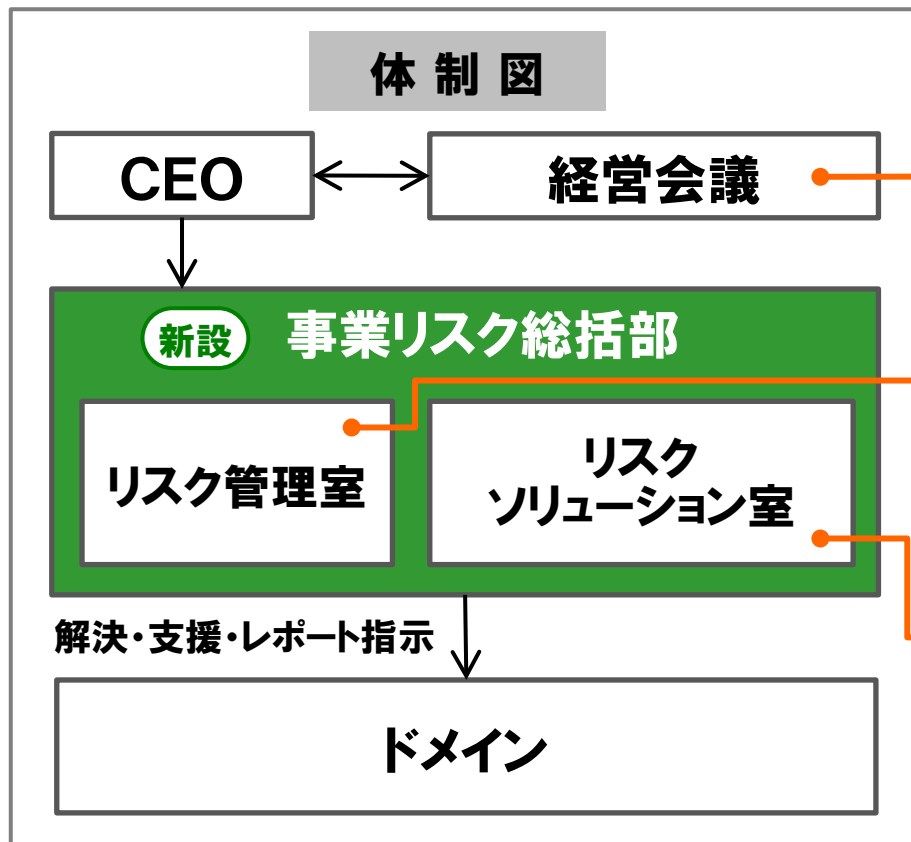 体制図
CEO
経営会議
新設
事業リスク総括部
リスク管理室
リスク
ソリューション室
解決・支援・レポート指示
ドメイン